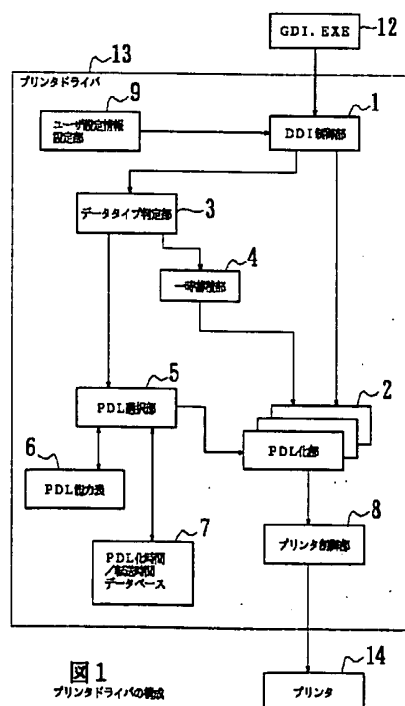 GDI.EXE
12
13
プリンタドライバ
9
ユーザ設定情報
設定部
1
DDI制御部
データタイプ判定部
3
4
一時蓄積部
5
PDL選択部
2
PDL化部
6
PDL能力表
7
PDL化時間
／転送時間
データベース
8
プリンタ制御部
図1
プリンタドライバの構成
14
プリンタ